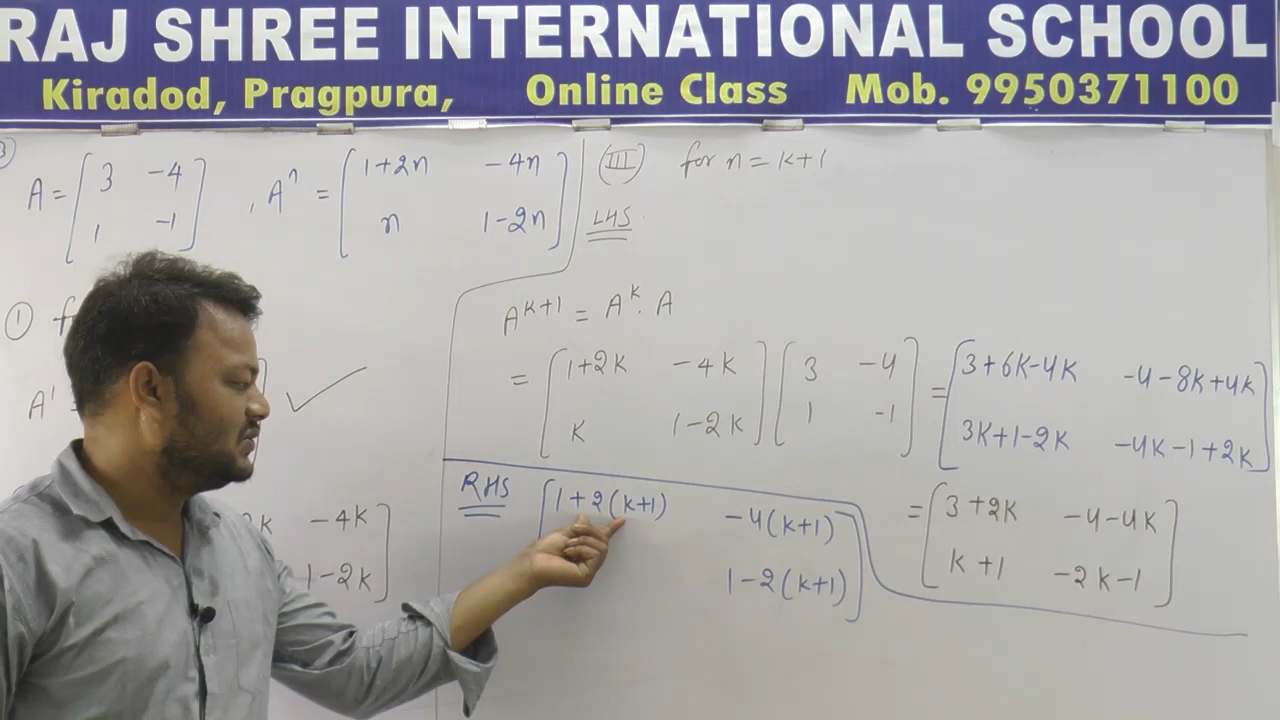 RAJ SHREE INTERNATIONAL SCHOOL
Kiradod, Pragpura, Online Class Mob. 9950371100
A = [3 -4
1 -1]
, Aⁿ = [1+2n -4n
n 1-2n]
① f
A'
-4k
1-2k]
(III) for n = k+1
LHS
A^{k+1} = A^k . A
= [1+2k -4k
k 1-2k] [3 -4
1 -1] = [3+6k-4k -4-8k+4k
3k+1-2k -4k-1+2k]
= [3+2k -4-4k
k+1 -2k-1]
RHS [1+2(k+1) -4(k+1)
1-2(k+1)]